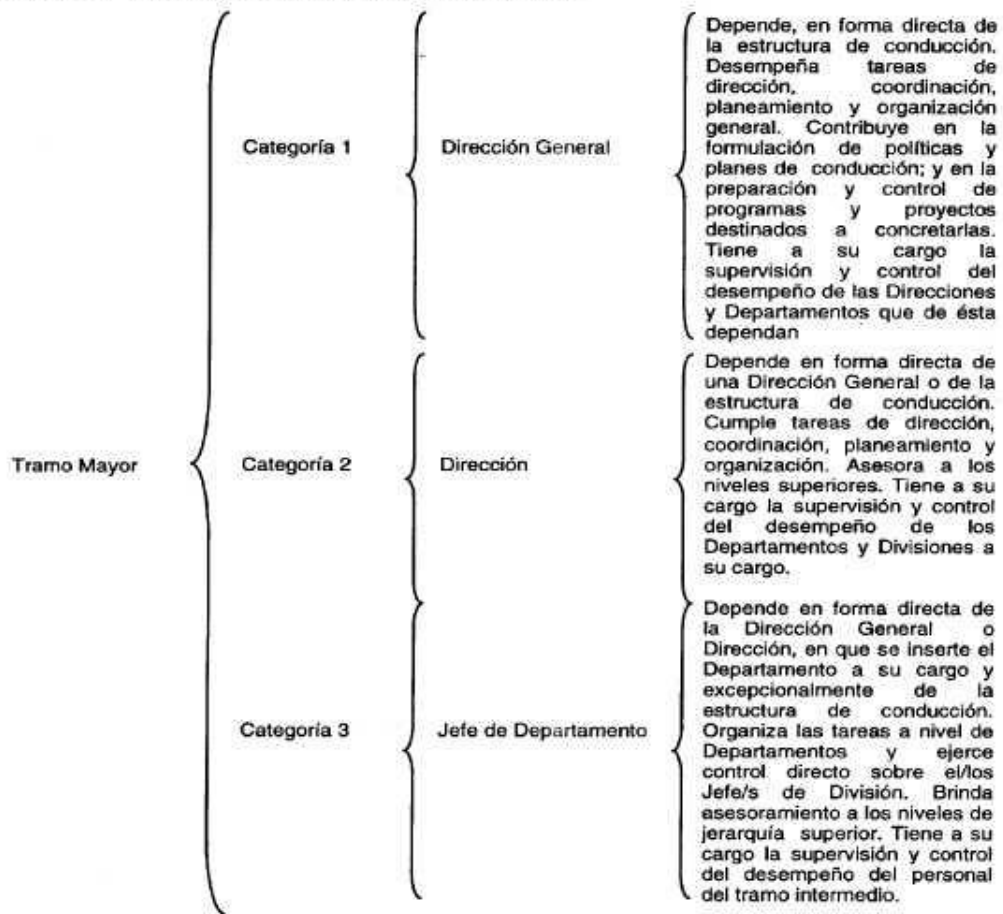 Tramo Mayor
Categoría 1
Dirección General
Depende, en forma directa de
la estructura de conducción.
Desempeña tareas de
dirección, coordinación,
planeamiento y organización
general. Contribuye en la
formulación de políticas y
planes de conducción; y en la
preparación y control de
programas y proyectos
destinados a concretarlas.
Tiene a su cargo la
supervisión y control del
desempeño de las Direcciones
y Departamentos que de ésta
dependan
Categoría 2
Dirección
Depende en forma directa de
una Dirección General o de la
estructura de conducción.
Cumple tareas de dirección,
coordinación, planeamiento y
organización. Asesora a los
niveles superiores. Tiene a su
cargo la supervisión y control
del desempeño de los
Departamentos y Divisiones a
su cargo.
Categoría 3
Jefe de Departamento
Depende en forma directa de
la Dirección General o
Dirección, en que se inserte el
Departamento a su cargo y
excepcionalmente de la
estructura de conducción.
Organiza las tareas a nivel de
Departamentos y ejerce
control directo sobre el/los
Jefe/s de División. Brinda
asesoramiento a los niveles de
jerarquía superior. Tiene a su
cargo la supervisión y control
del desempeño del personal
del tramo intermedio.